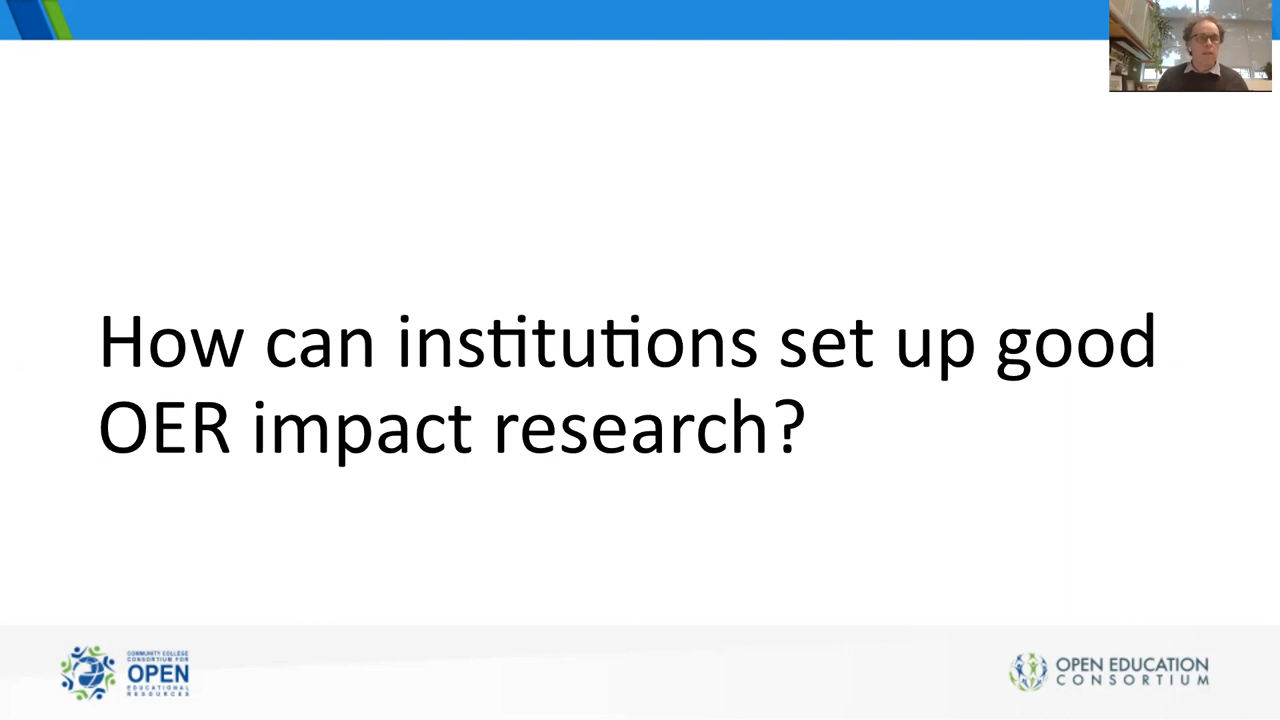 How can institutions set up good
OER impact research?
COMMUNITY COLLEGE
CONSORTIUM FOR
OPEN
EDUCATIONAL
RESOURCES
OPEN EDUCATION
CONSORTIUM